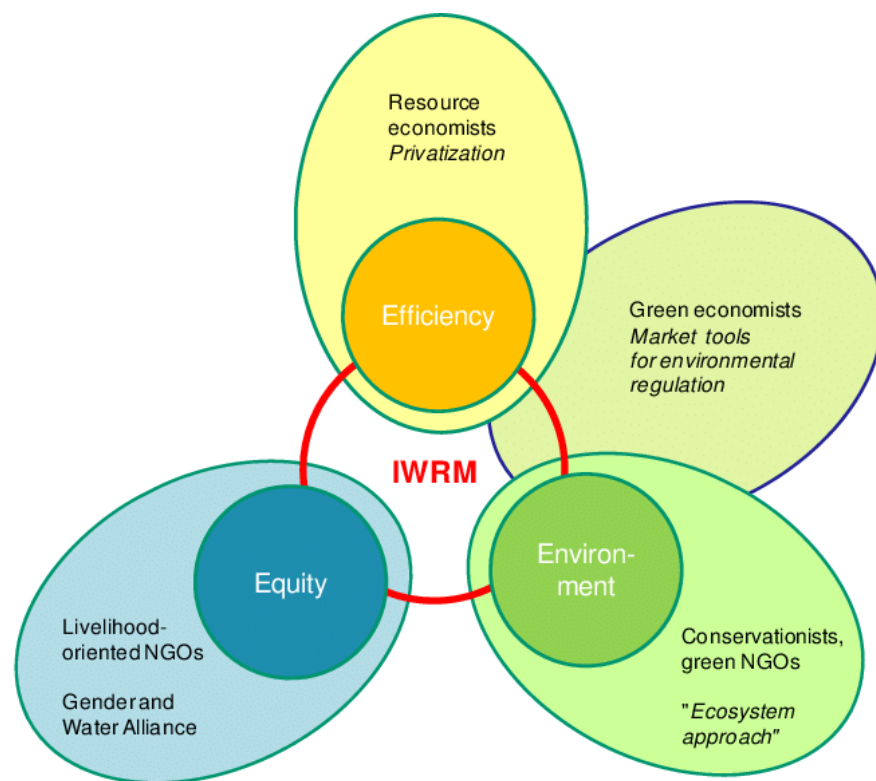 Resource
economists
Privatization
Efficiency
Green economists
Market tools
for environmental
regulation
IWRM
Equity
Environ-
ment
Livelihood-
oriented NGOs
Gender and
Water Alliance
Conservationists,
green NGOs
"Ecosystem
approach"